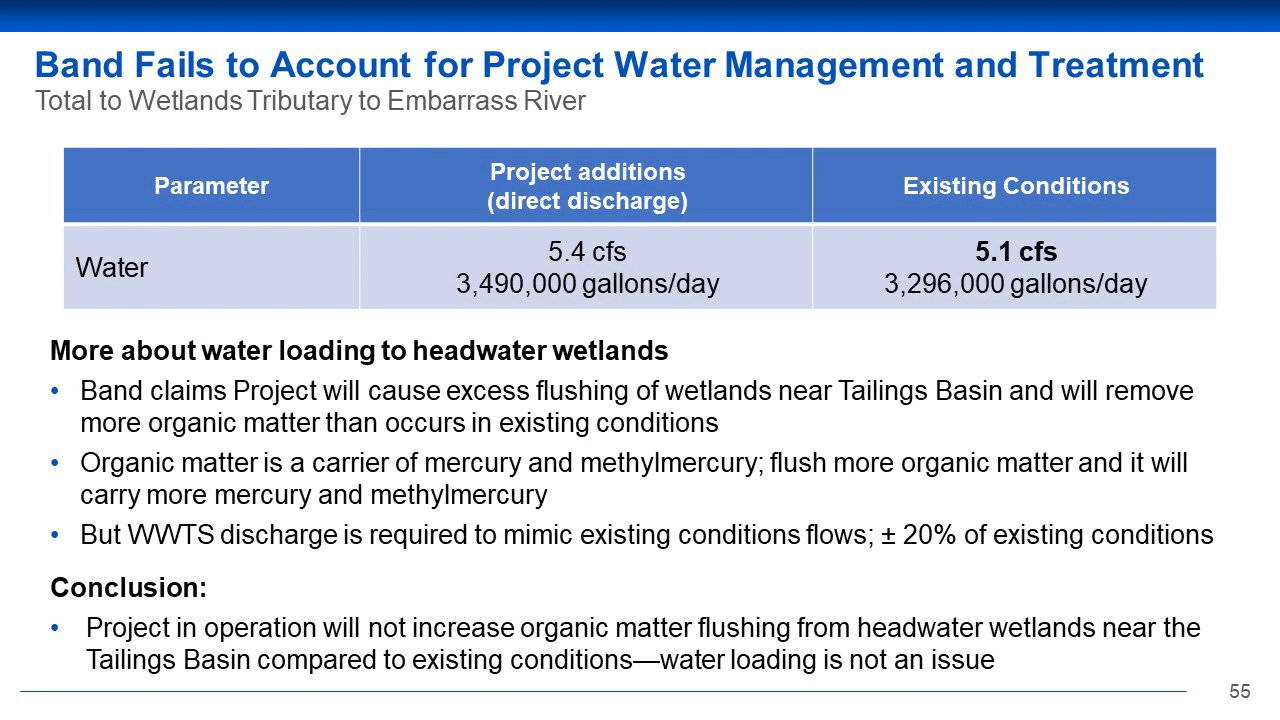 Band Fails to Account for Project Water Management and Treatment
Total to Wetlands Tributary to Embarrass River
Parameter
Project additions
(direct discharge)
Existing Conditions
Water
5.4 cfs
3,490,000 gallons/day
5.1 cfs
3,296,000 gallons/day
More about water loading to headwater wetlands
• Band claims Project will cause excess flushing of wetlands near Tailings Basin and will remove
more organic matter than occurs in existing conditions
• Organic matter is a carrier of mercury and methylmercury; flush more organic matter and it will
carry more mercury and methylmercury
• But WWTS discharge is required to mimic existing conditions flows; ± 20% of existing conditions
Conclusion:
• Project in operation will not increase organic matter flushing from headwater wetlands near the
Tailings Basin compared to existing conditions—water loading is not an issue
55